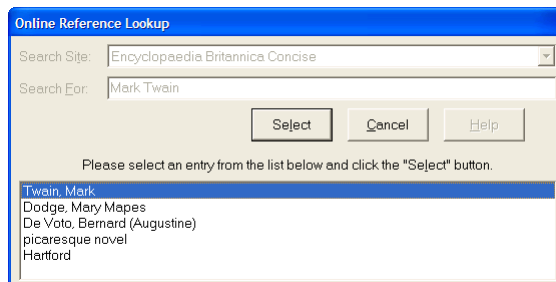 Online Reference Lookup
Search Site: Encyclopaedia Britannica Concise
Search For: Mark Twain
Select Cancel Help
Please select an entry from the list below and click the "Select" button.
Twain, Mark
Dodge, Mary Mapes
De Voto, Bernard (Augustine)
picaresque novel
Hartford